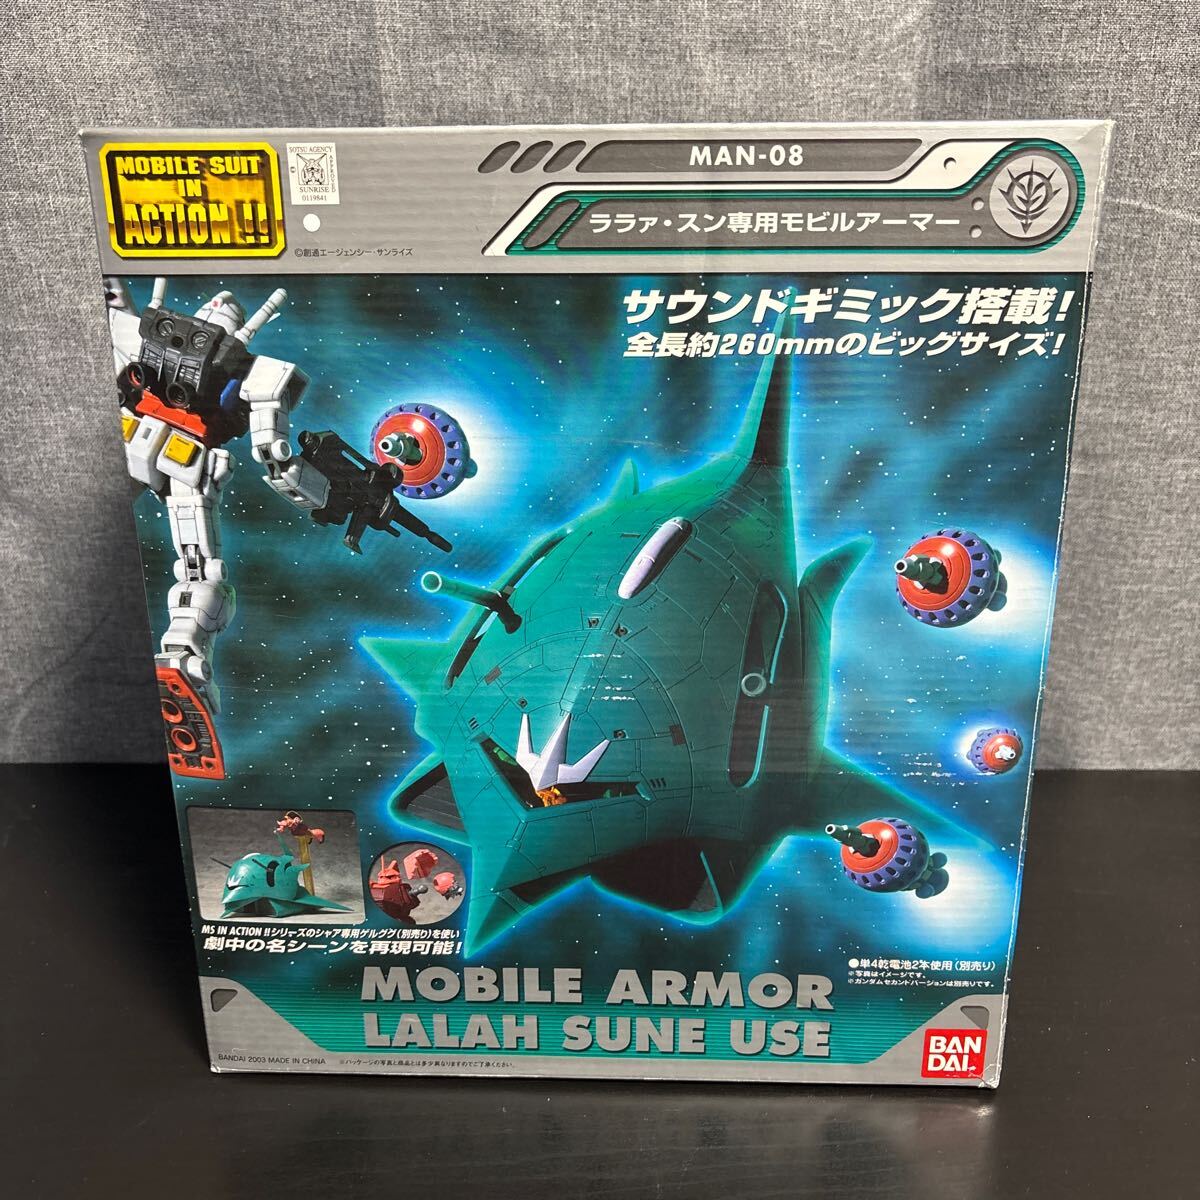 MOBILE SUIT
IN
ACTION!!
SOTSU AGENCY
SUNRISE
APPROVED
0119841
©創通エージェンシー・サンライズ
MAN-08
ララァ・スン専用モビルアーマー
サウンドギミック搭載!
全長約260mmのビッグサイズ!
MS IN ACTION!!シリーズのシャア専用ゲルググ(別売り)を使い
劇中の名シーンを再現可能!
●単4乾電池2本使用(別売り)
※写真はイメージです。
※ガンダムセカンドバージョンは別売りです。
MOBILE ARMOR
LALAH SUNE USE
BANDAI 2003 MADE IN CHINA
※パッケージの写真と商品とは多少異なりますのでご了承ください。
BAN
DAI